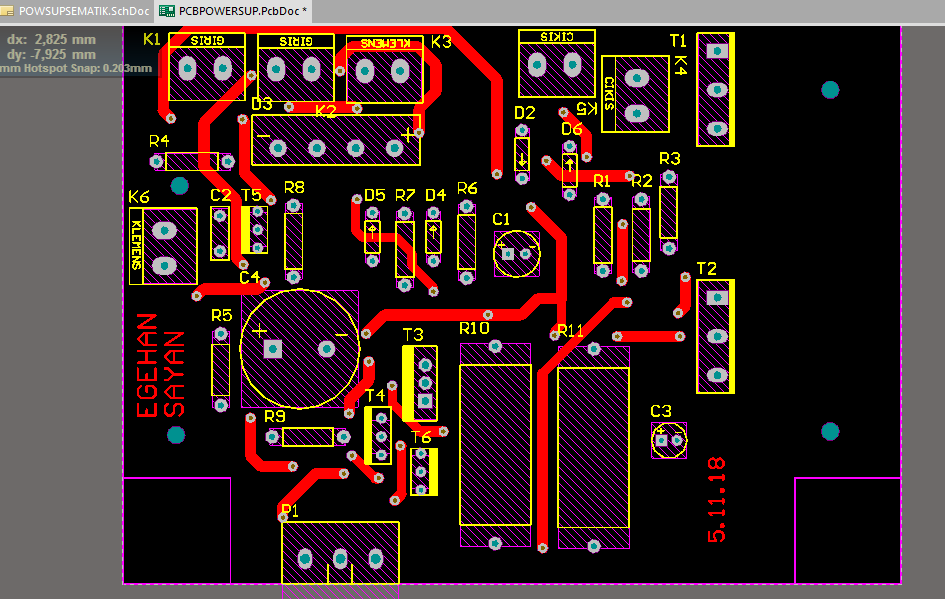 POWSUPSEMATIK.SchDoc
PCBPOWERSUP.PcbDoc *
dx: 2,825 mm
dy: -7,925 mm
mm Hotspot Snap: 0.203mm
K1
GIRIS
GIRIS
KLEMENS
K3
CIKIS
T1
K4
CIKIS
K5
D3
K2
D2
D6
R4
R3
K6
C2
T5
R8
D5
R7
D4
R6
R1
R2
KLEMENS
C1
C4
T2
R5
EGEHAN
SAYAN
T3
R10
R11
T4
R9
T6
C3
5.11.18
P1